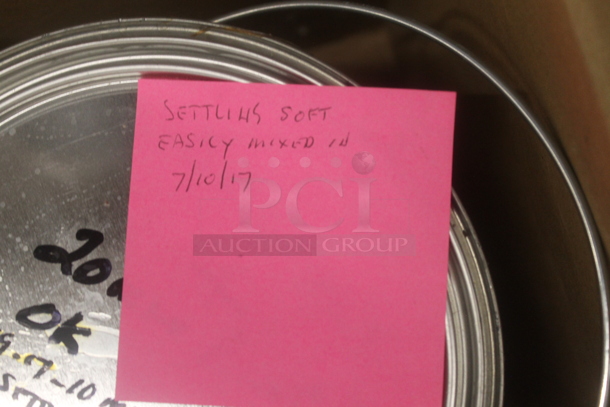 SETTLING SOFT
EASILY MIXED IN
7/10/17
PCI
AUCTION GROUP
OK